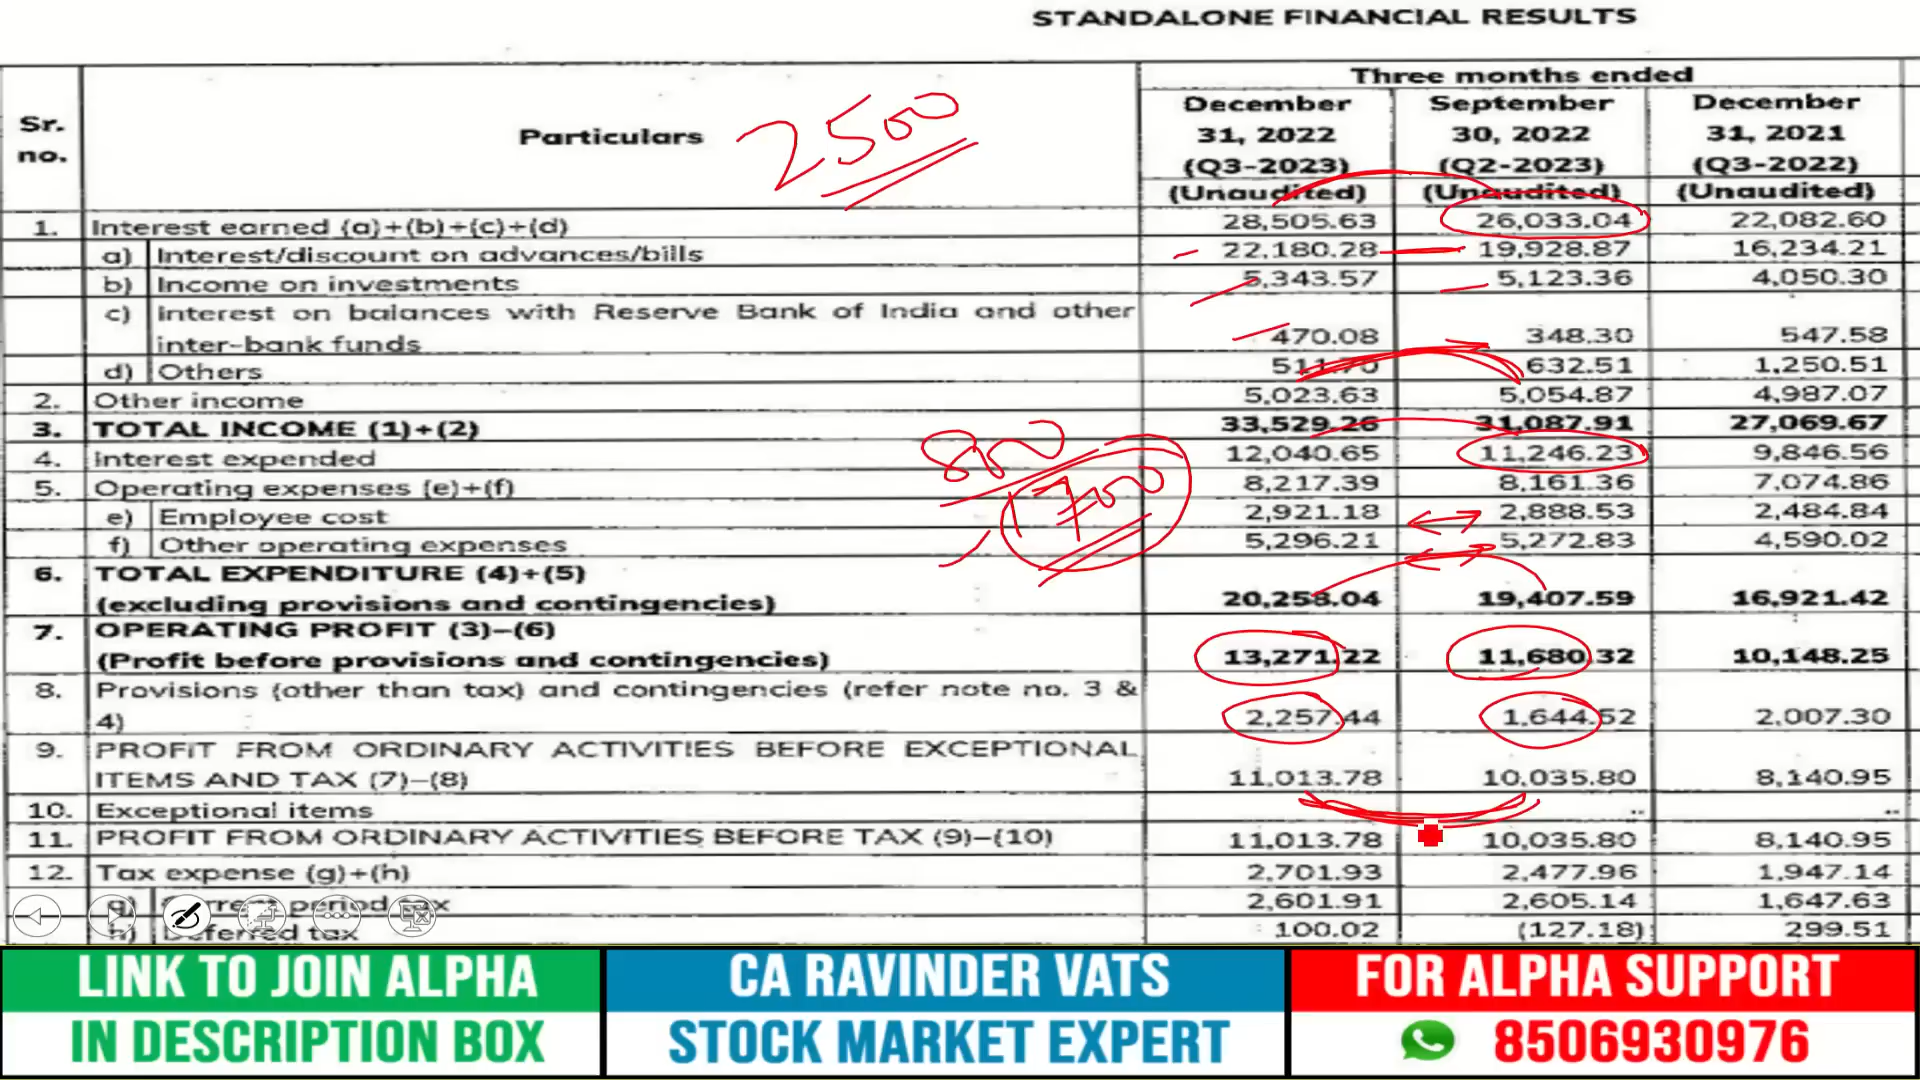 STANDALONE FINANCIAL RESULTS
Sr. no. Particulars 2500 Three months ended
December 31, 2022 (Q3-2023) (Unaudited) September 30, 2022 (Q2-2023) (Unaudited) December 31, 2021 (Q3-2022) (Unaudited)
1. Interest earned (a)+(b)+(c)+(d) 28,505.63 26,033.04 22,082.60
a) Interest/discount on advances/bills 22,180.28 19,928.87 16,234.21
b) Income on investments 5,343.57 5,123.36 4,050.30
c) Interest on balances with Reserve Bank of India and other
inter-bank funds 470.08 348.30 547.58
d) Others 511.70 632.51 1,250.51
2. Other income 5,023.63 5,054.87 4,987.07
3. TOTAL INCOME (1)+(2) 33,529.26 31,087.91 27,069.67
800
4. Interest expended 12,040.65 11,246.23 9,846.56
5. Operating expenses (e)+(f) 8,217.39 8,161.36 7,074.86
1700
e) Employee cost 2,921.18 2,888.53 2,484.84
f) Other operating expenses 5,296.21 5,272.83 4,590.02
6. TOTAL EXPENDITURE (4)+(5)
(excluding provisions and contingencies) 20,258.04 19,407.59 16,921.42
7. OPERATING PROFIT (3)–(6)
(Profit before provisions and contingencies) 13,271.22 11,680.32 10,148.25
8. Provisions (other than tax) and contingencies (refer note no. 3 &
4) 2,257.44 1,644.52 2,007.30
9. PROFIT FROM ORDINARY ACTIVITIES BEFORE EXCEPTIONAL
ITEMS AND TAX (7)–(8) 11,013.78 10,035.80 8,140.95
10. Exceptional items .. ..
11. PROFIT FROM ORDINARY ACTIVITIES BEFORE TAX (9)–(10) 11,013.78 10,035.80 8,140.95
12. Tax expense (g)+(h) 2,701.93 2,477.96 1,947.14
g) Current period tax 2,601.91 2,605.14 1,647.63
h) Deferred tax 100.02 (127.18) 299.51
LINK TO JOIN ALPHA
IN DESCRIPTION BOX
CA RAVINDER VATS
STOCK MARKET EXPERT
FOR ALPHA SUPPORT
8506930976